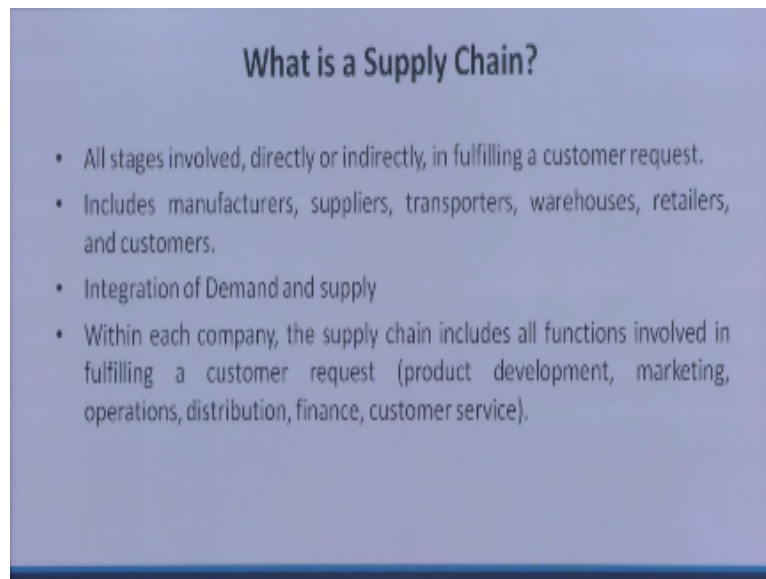 What is a Supply Chain?
• All stages involved, directly or indirectly, in fulfilling a customer request.
• Includes manufacturers, suppliers, transporters, warehouses, retailers,
and customers.
• Integration of Demand and supply
• Within each company, the supply chain includes all functions involved in
fulfilling a customer request (product development, marketing,
operations, distribution, finance, customer service).